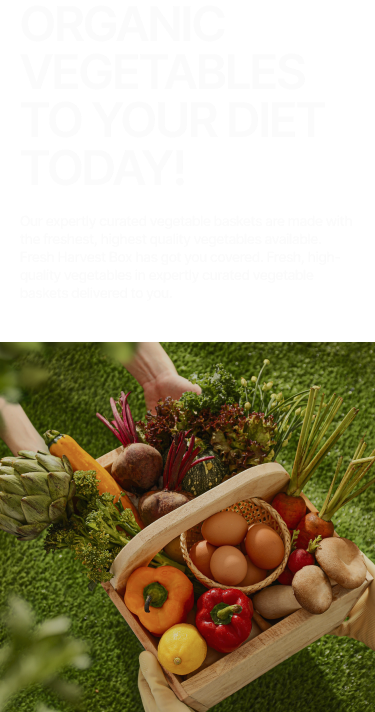 ORGANIC
VEGETABLES
TO YOUR DIET
TODAY!
Our expertly curated vegetable baskets are made with
the freshest, highest quality vegetables available.
Fresh Harvest Box has got you covered. Fresh, high-
quality vegetables in expertly created vegetable
baskets delivered to you.